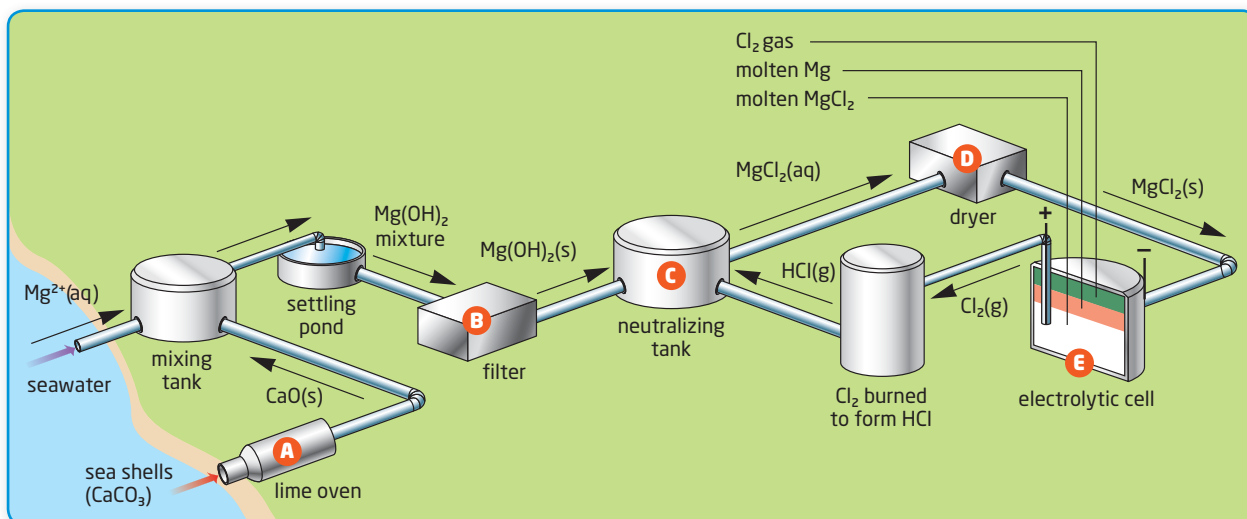 Cl₂ gas
molten Mg
molten MgCl₂
D
MgCl₂(aq)
MgCl₂(s)
dryer
+
−
Mg(OH)₂
mixture
Mg(OH)₂(s)
C
HCl(g)
Cl₂(g)
Mg²⁺(aq)
settling
pond
B
neutralizing
tank
E
seawater
mixing
tank
filter
CaO(s)
Cl₂ burned
to form HCl
electrolytic cell
A
sea shells
(CaCO₃)
lime oven